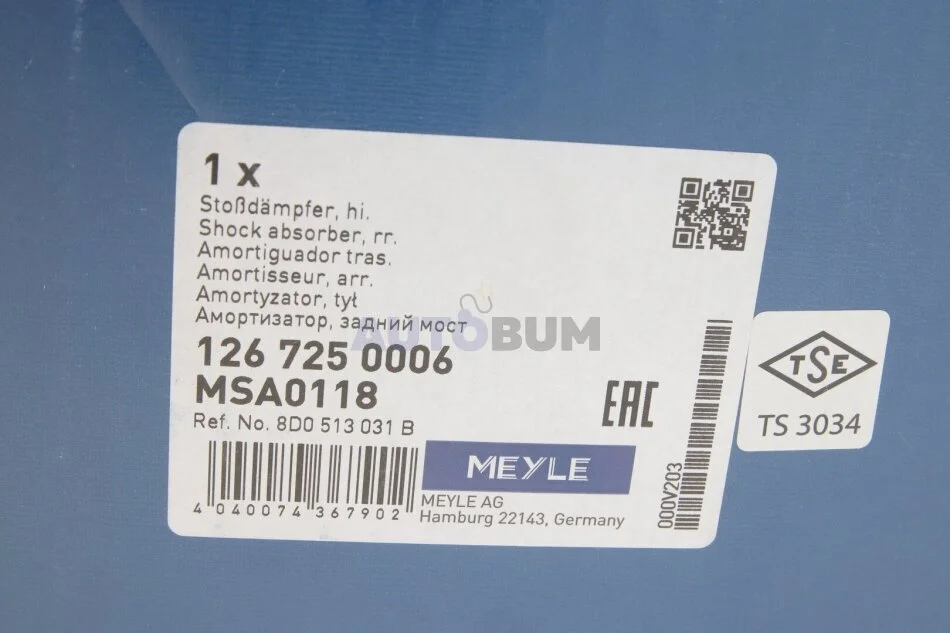 1 x
Stoßdämpfer, hi.
Shock absorber, rr.
Amortiguador tras.
Amortisseur, arr.
Amortyzator, tył
Амортизатор, задний мост
AUTOBUM
126 725 0006
MSA0118
Ref. No. 8D0 513 031 B
EAC
4 040074 367902
MEYLE
MEYLE AG
Hamburg 22143, Germany
000V203
TSE
TS 3034